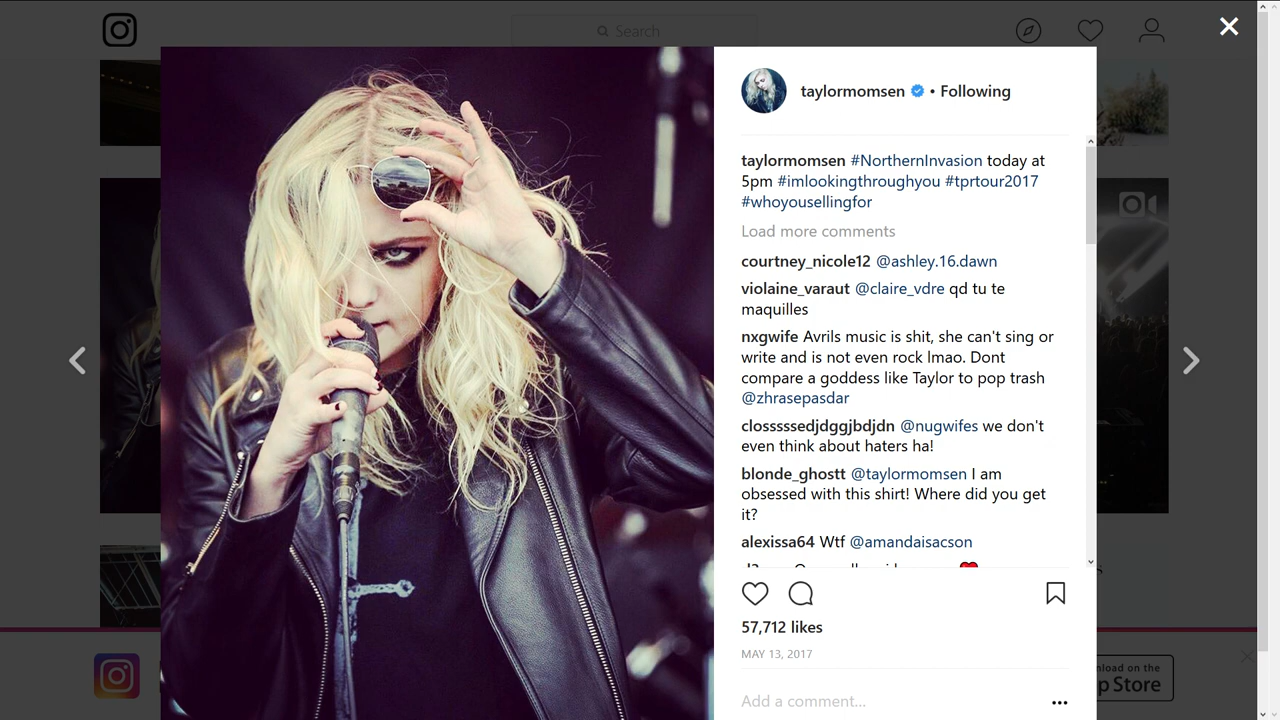 Search
taylormomsen • Following
taylormomsen #NorthernInvasion today at
5pm #imlookingthroughyou #tprtour2017
#whoyousellingfor
Load more comments
courtney_nicole12 @ashley.16.dawn
violaine_varaut @claire_vdre qd tu te
maquilles
nxgwife Avrils music is shit, she can't sing or
write and is not even rock lmao. Dont
compare a goddess like Taylor to pop trash
@zhrasepasdar
closssssedjdggjbdjdn @nugwifes we don't
even think about haters ha!
blonde_ghostt @taylormomsen I am
obsessed with this shirt! Where did you get
it?
alexissa64 Wtf @amandaisacson
57,712 likes
MAY 13, 2017
nload on the
p Store
Add a comment...